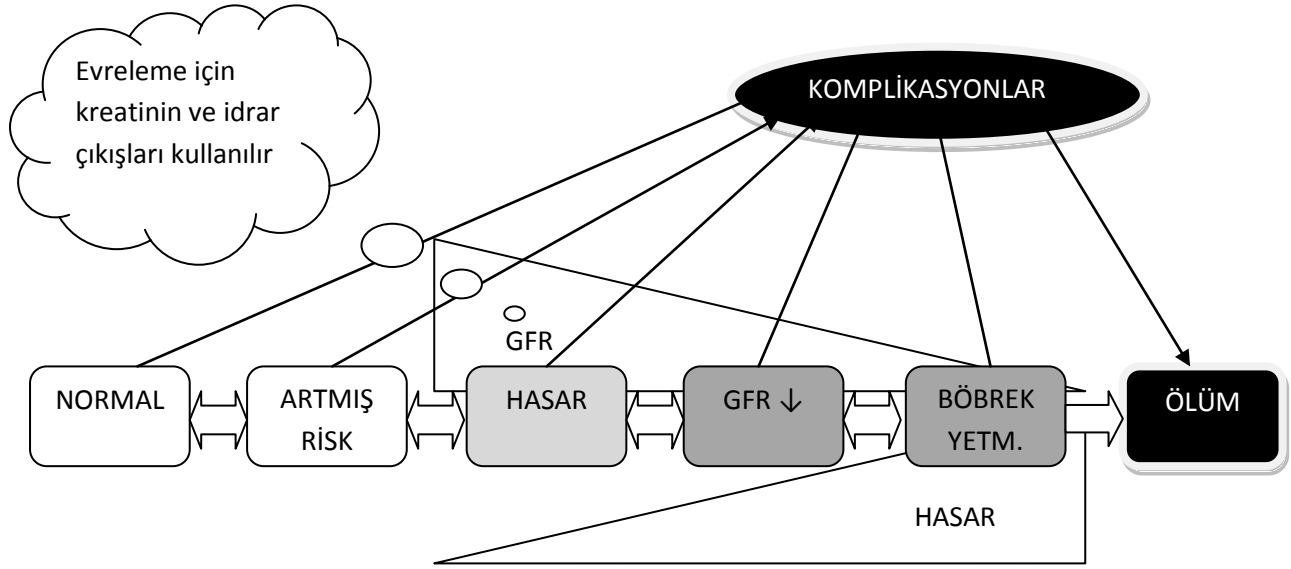 Evreleme için
kreatinin ve idrar
çıkışları kullanılır
KOMPLİKASYONLAR
GFR
NORMAL
ARTMIŞ
RİSK
HASAR
GFR ↓
BÖBREK
YETM.
ÖLÜM
HASAR